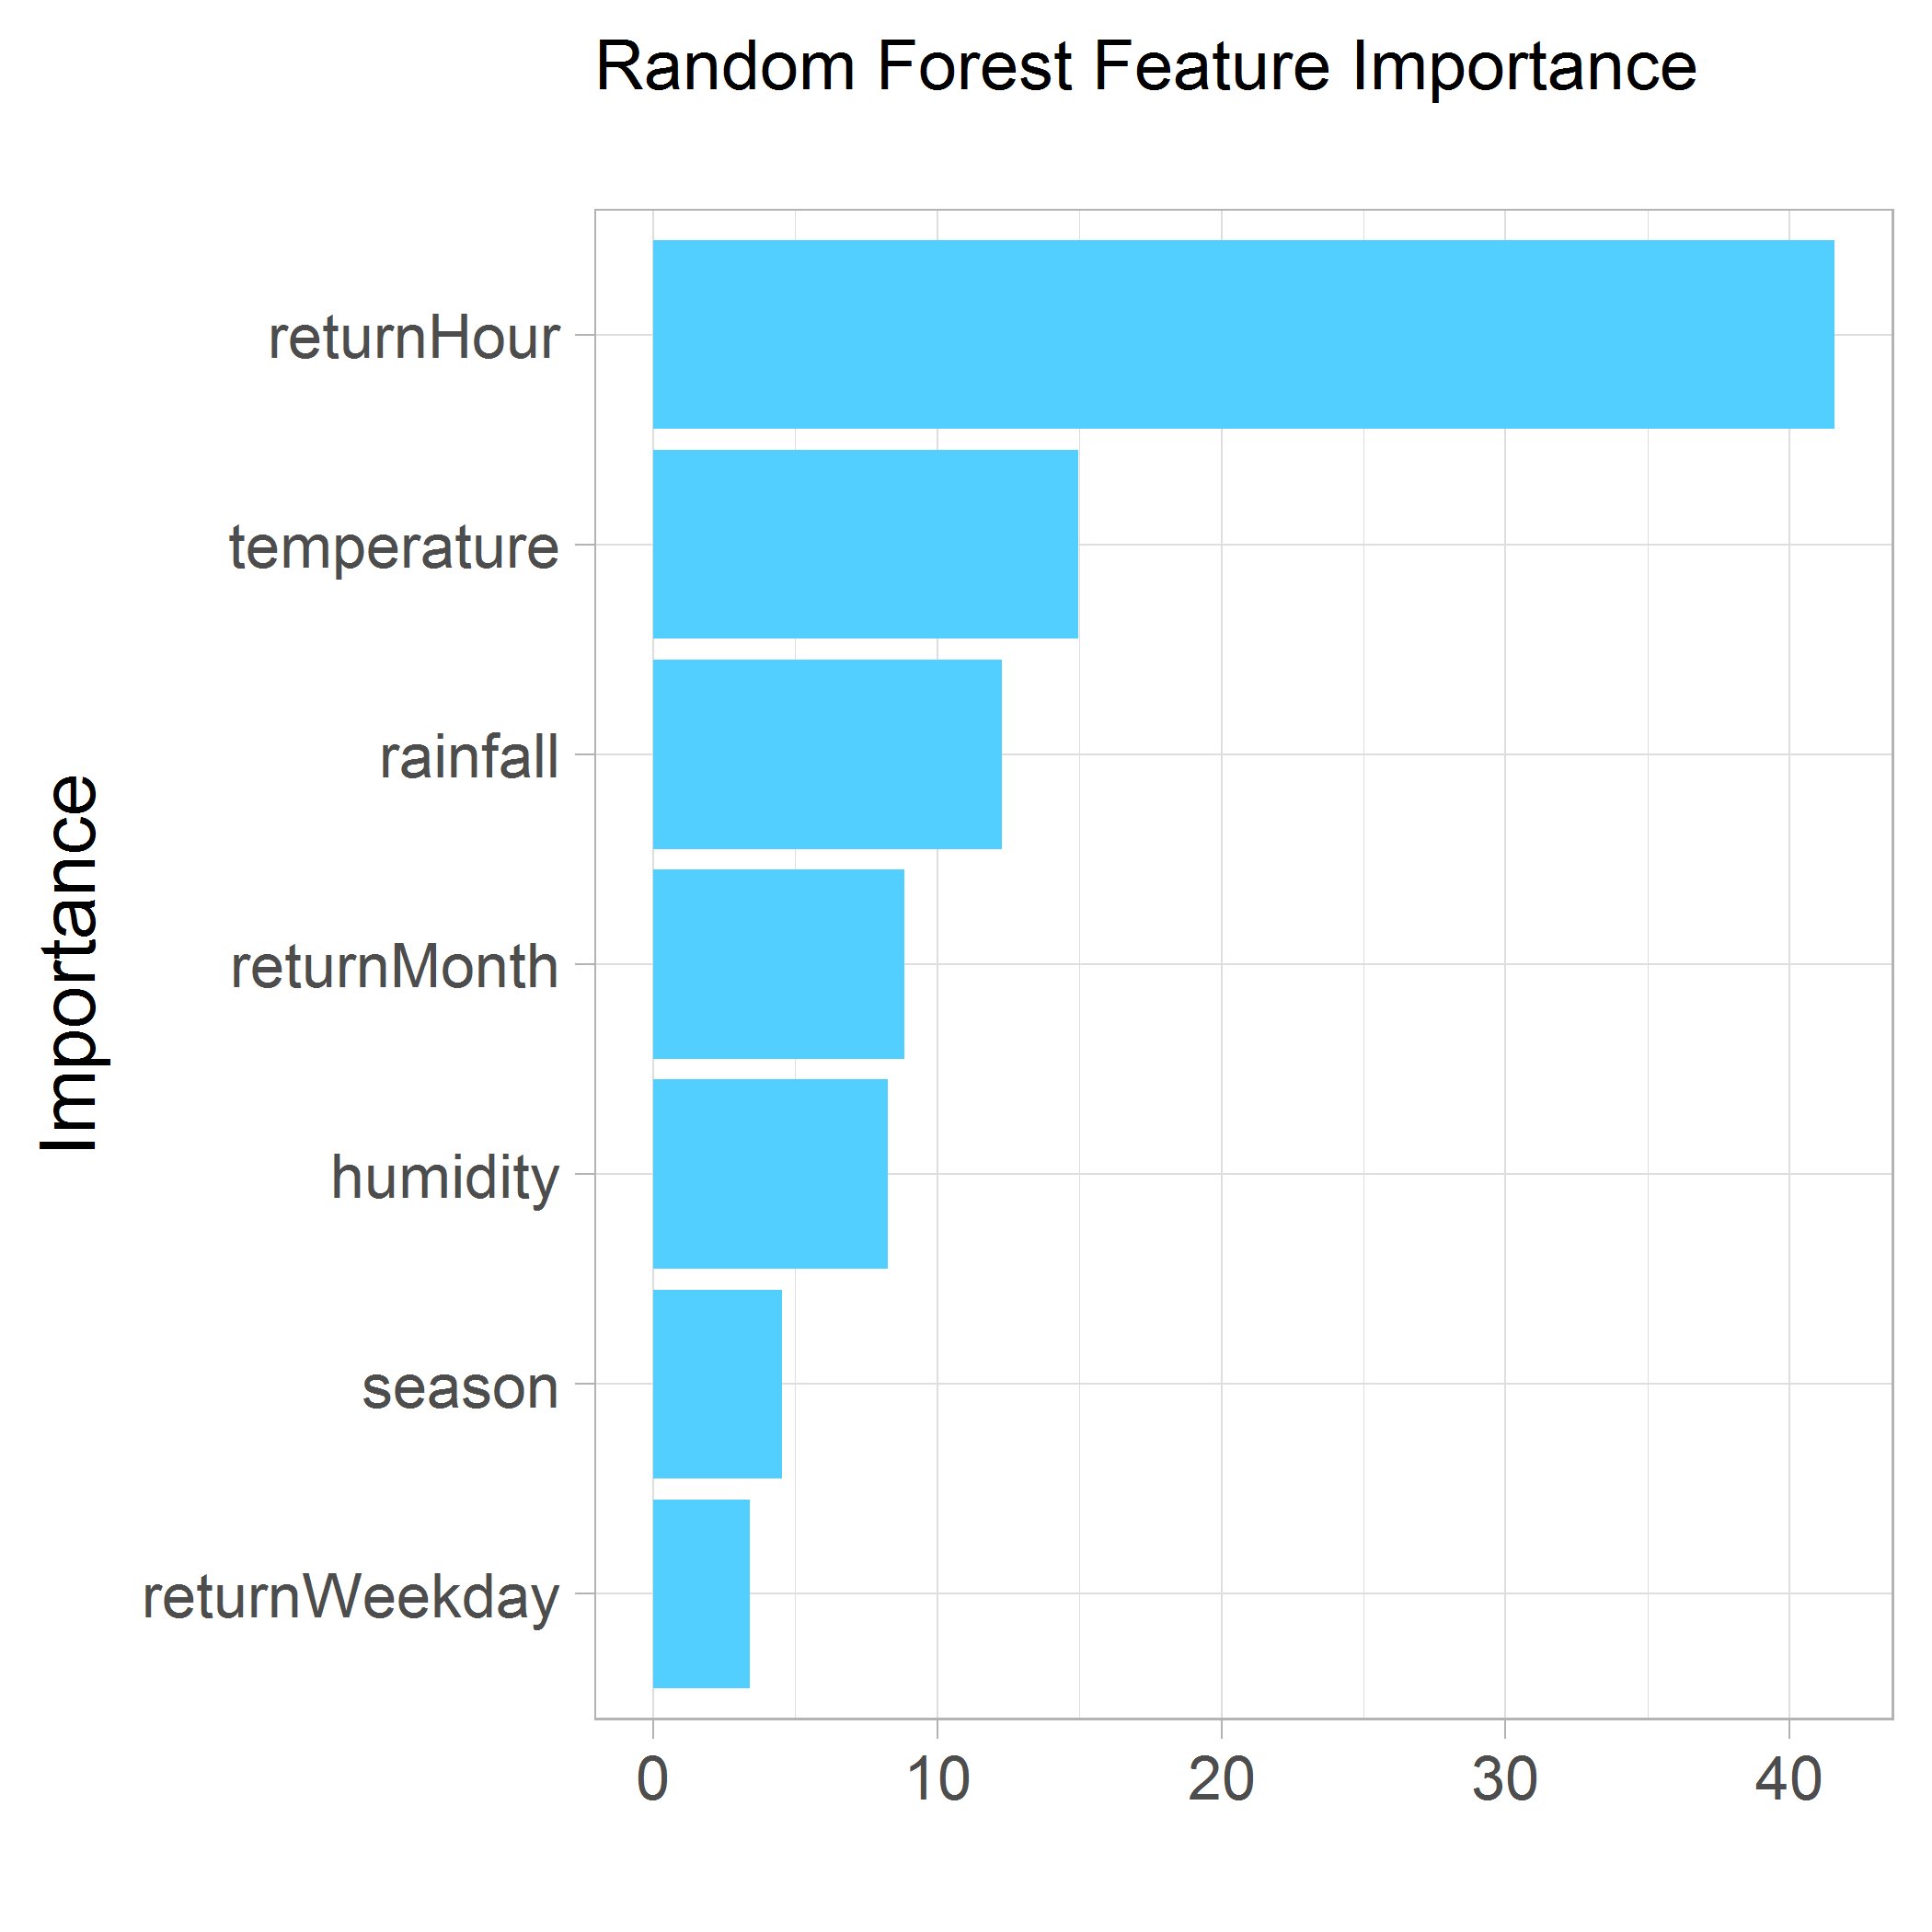 Random Forest Feature Importance
Importance
returnHour
temperature
rainfall
returnMonth
humidity
season
returnWeekday
0 10 20 30 40